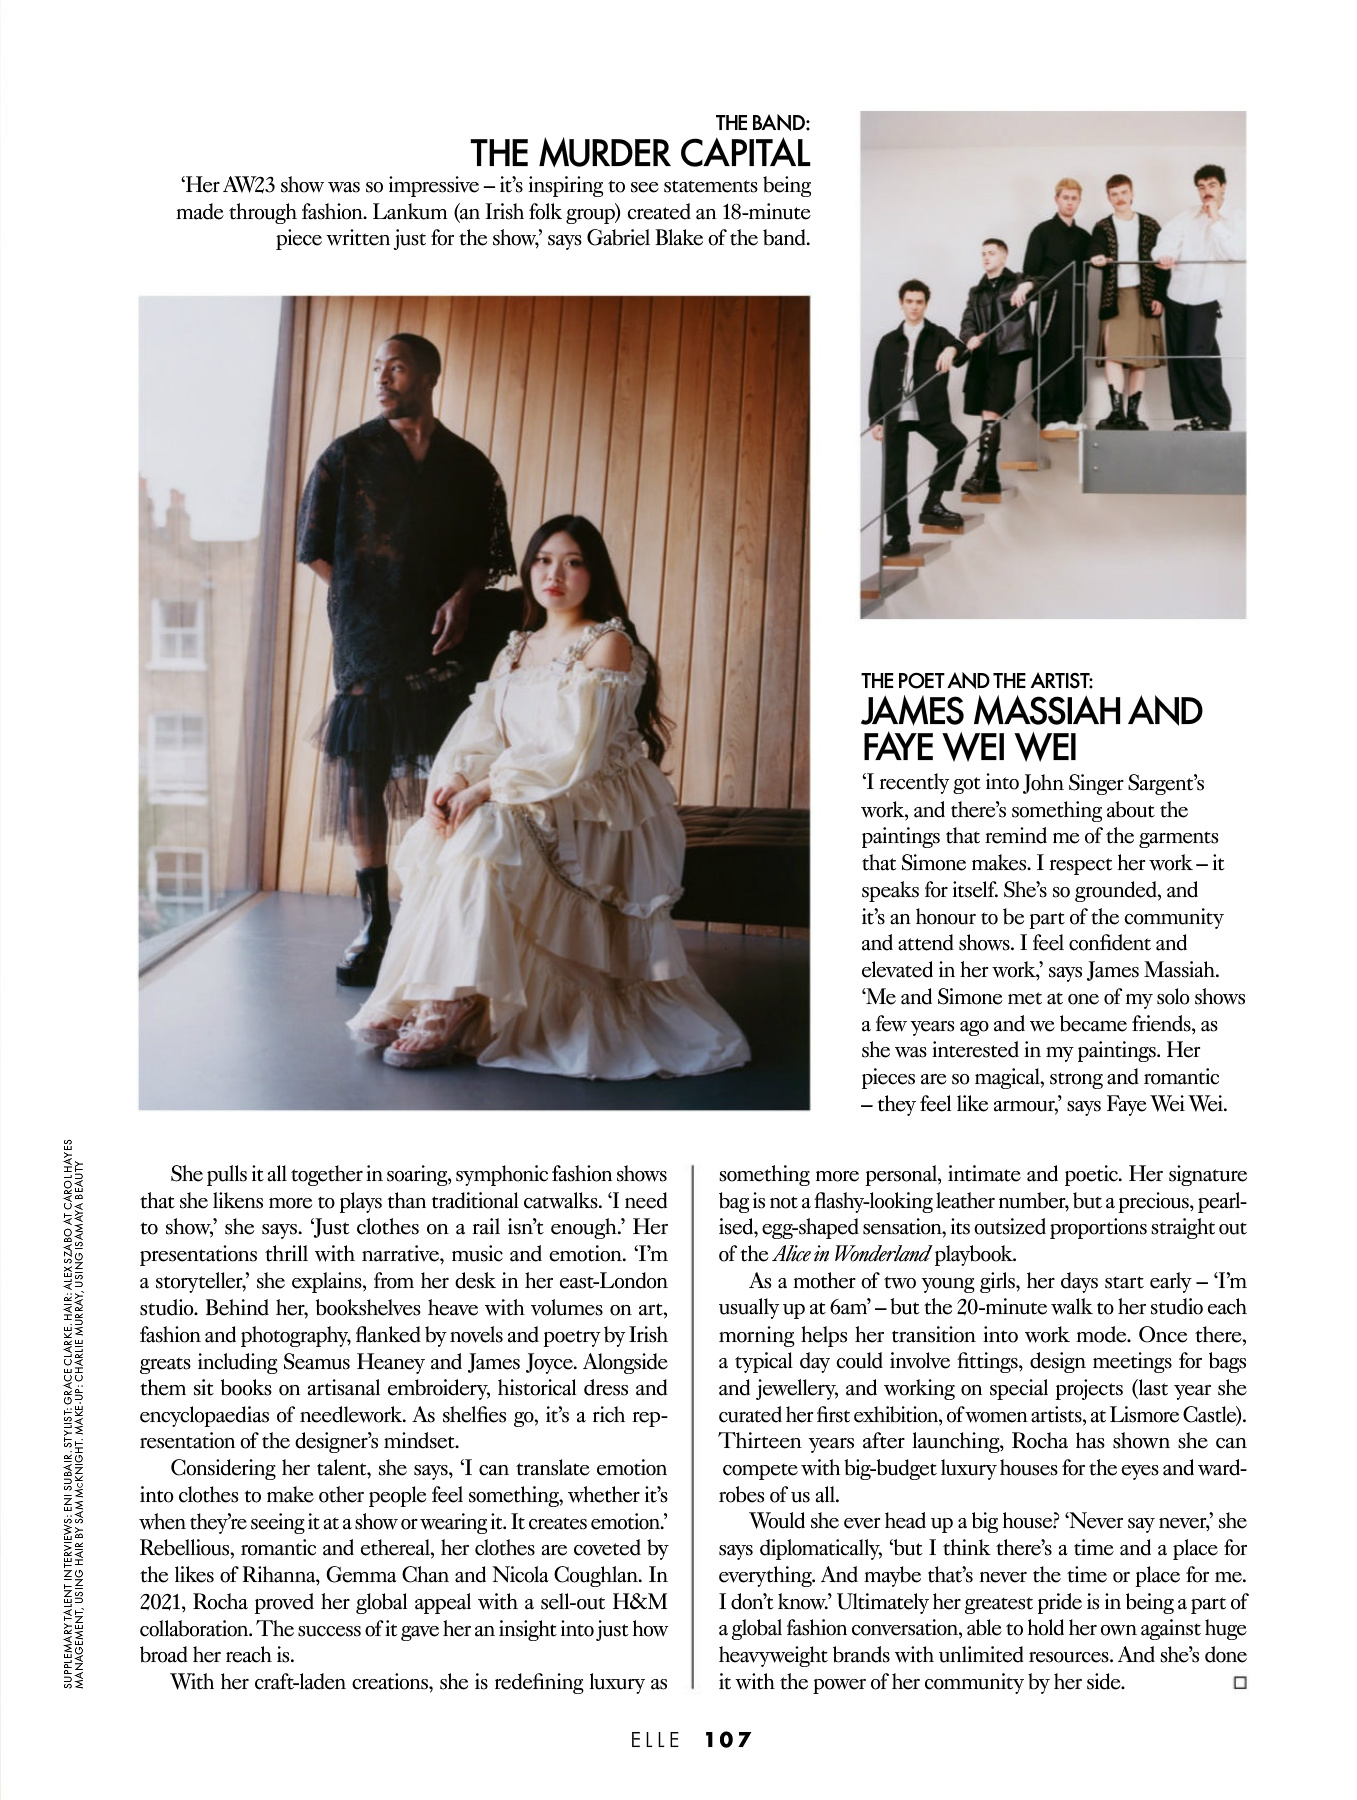 THE BAND:
THE MURDER CAPITAL
‘Her AW23 show was so impressive – it’s inspiring to see statements being
made through fashion. Lankum (an Irish folk group) created an 18-minute
piece written just for the show,’ says Gabriel Blake of the band.
THE POET AND THE ARTIST:
JAMES MASSIAH AND
FAYE WEI WEI
‘I recently got into John Singer Sargent’s
work, and there’s something about the
paintings that remind me of the garments
that Simone makes. I respect her work – it
speaks for itself. She’s so grounded, and
it’s an honour to be part of the community
and attend shows. I feel confident and
elevated in her work,’ says James Massiah.
‘Me and Simone met at one of my solo shows
a few years ago and we became friends, as
she was interested in my paintings. Her
pieces are so magical, strong and romantic
– they feel like armour,’ says Faye Wei Wei.
She pulls it all together in soaring, symphonic fashion shows
that she likens more to plays than traditional catwalks. ‘I need
to show,’ she says. ‘Just clothes on a rail isn’t enough.’ Her
presentations thrill with narrative, music and emotion. ‘I’m
a storyteller,’ she explains, from her desk in her east-London
studio. Behind her, bookshelves heave with volumes on art,
fashion and photography, flanked by novels and poetry by Irish
greats including Seamus Heaney and James Joyce. Alongside
them sit books on artisanal embroidery, historical dress and
encyclopaedias of needlework. As shelfies go, it’s a rich rep-
resentation of the designer’s mindset.
Considering her talent, she says, ‘I can translate emotion
into clothes to make other people feel something, whether it’s
when they’re seeing it at a show or wearing it. It creates emotion.’
Rebellious, romantic and ethereal, her clothes are coveted by
the likes of Rihanna, Gemma Chan and Nicola Coughlan. In
2021, Rocha proved her global appeal with a sell-out H&M
collaboration. The success of it gave her an insight into just how
broad her reach is.
With her craft-laden creations, she is redefining luxury as
something more personal, intimate and poetic. Her signature
bag is not a flashy-looking leather number, but a precious, pearl-
ised, egg-shaped sensation, its outsized proportions straight out
of the Alice in Wonderland playbook.
As a mother of two young girls, her days start early – ‘I’m
usually up at 6am’ – but the 20-minute walk to her studio each
morning helps her transition into work mode. Once there,
a typical day could involve fittings, design meetings for bags
and jewellery, and working on special projects (last year she
curated her first exhibition, of women artists, at Lismore Castle).
Thirteen years after launching, Rocha has shown she can
compete with big-budget luxury houses for the eyes and ward-
robes of us all.
Would she ever head up a big house? ‘Never say never,’ she
says diplomatically, ‘but I think there’s a time and a place for
everything. And maybe that’s never the time or place for me.
I don’t know.’ Ultimately her greatest pride is in being a part of
a global fashion conversation, able to hold her own against huge
heavyweight brands with unlimited resources. And she’s done
it with the power of her community by her side.
SUPPLEMARY TALENT INTERVIEWS: ENI SUBAIR. STYLIST: GRACE CLARKE. HAIR: ALEX SZABO AT CAROL HAYES
MANAGEMENT, USING HAIR BY SAM McKNIGHT. MAKE-UP: CHARLIE MURRAY, USING ISAMAYA BEAUTY
ELLE 107